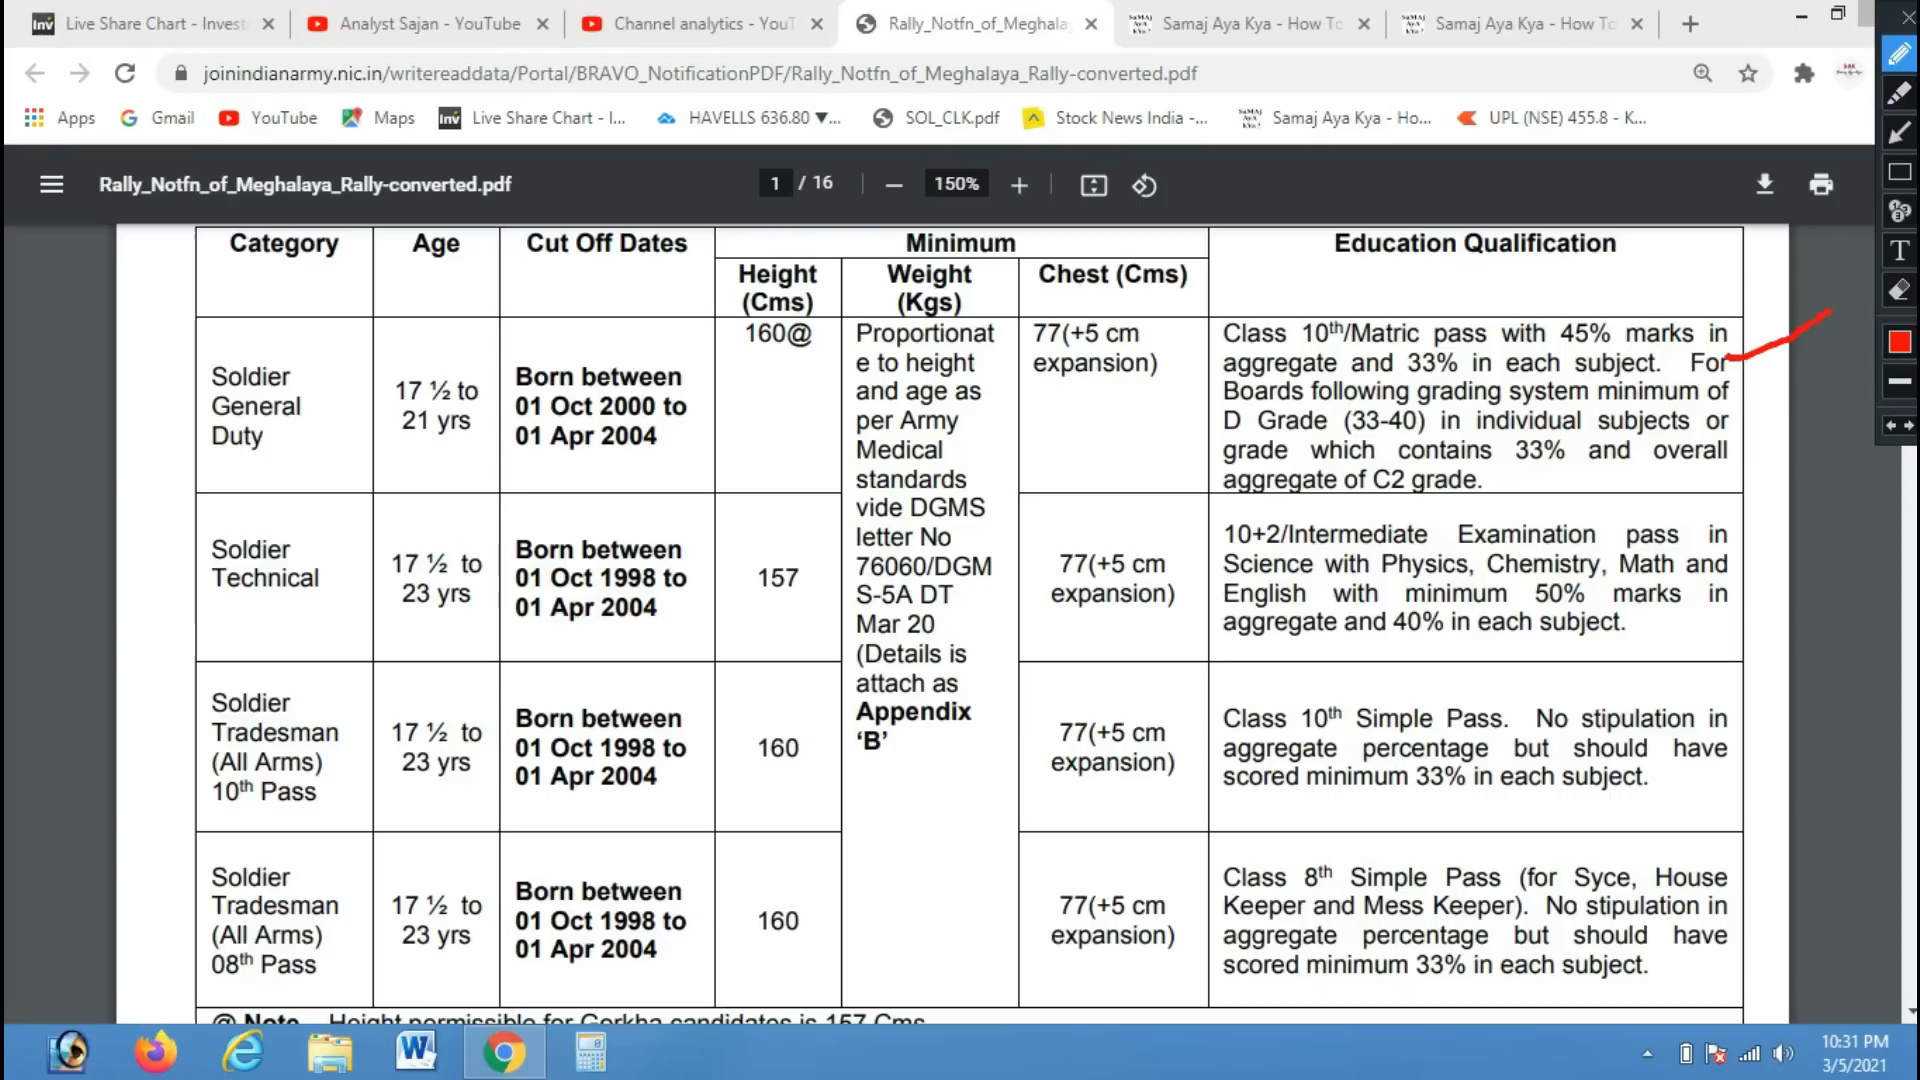 Live Share Chart - Invest
Analyst Sajan - YouTube
Channel analytics - YouT
Rally_Notfn_of_Meghala
Samaj Aya Kya - How To
Samaj Aya Kya - How To
joinindianarmy.nic.in/writereaddata/Portal/BRAVO_NotificationPDF/Rally_Notfn_of_Meghalaya_Rally-converted.pdf
Apps Gmail YouTube Maps Live Share Chart - I... HAVELLS 636.80 ▼... SOL_CLK.pdf Stock News India -... Samaj Aya Kya - Ho... UPL (NSE) 455.8 - K...
Rally_Notfn_of_Meghalaya_Rally-converted.pdf 1 / 16 150%
Category
Age
Cut Off Dates
Minimum
Education Qualification
Height
(Cms)
Weight
(Kgs)
Chest (Cms)
Soldier
General
Duty
17 ½ to
21 yrs
Born between
01 Oct 2000 to
01 Apr 2004
160@
Proportionat
e to height
and age as
per Army
Medical
standards
vide DGMS
letter No
76060/DGM
S-5A DT
Mar 20
(Details is
attach as
Appendix
‘B’
77(+5 cm
expansion)
Class 10th/Matric pass with 45% marks in
aggregate and 33% in each subject. For
Boards following grading system minimum of
D Grade (33-40) in individual subjects or
grade which contains 33% and overall
aggregate of C2 grade.
Soldier
Technical
17 ½ to
23 yrs
Born between
01 Oct 1998 to
01 Apr 2004
157
77(+5 cm
expansion)
10+2/Intermediate Examination pass in
Science with Physics, Chemistry, Math and
English with minimum 50% marks in
aggregate and 40% in each subject.
Soldier
Tradesman
(All Arms)
10th Pass
17 ½ to
23 yrs
Born between
01 Oct 1998 to
01 Apr 2004
160
77(+5 cm
expansion)
Class 10th Simple Pass. No stipulation in
aggregate percentage but should have
scored minimum 33% in each subject.
Soldier
Tradesman
(All Arms)
08th Pass
17 ½ to
23 yrs
Born between
01 Oct 1998 to
01 Apr 2004
160
77(+5 cm
expansion)
Class 8th Simple Pass (for Syce, House
Keeper and Mess Keeper). No stipulation in
aggregate percentage but should have
scored minimum 33% in each subject.
@ Note Height permissible for Gorkha candidates is 157 Cms
10:31 PM
3/5/2021